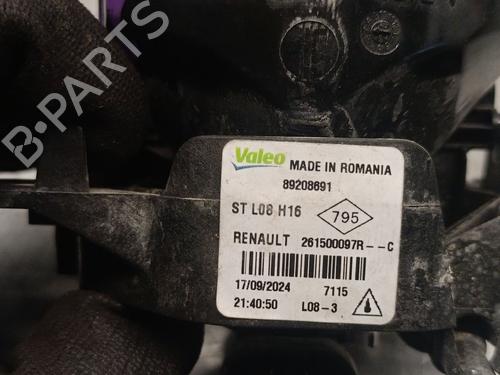 B-PARTS
Valeo MADE IN ROMANIA
89208691
ST L08 H16 795
RENAULT 261500097R--C
17/09/2024 7115
21:40:50 L08-3